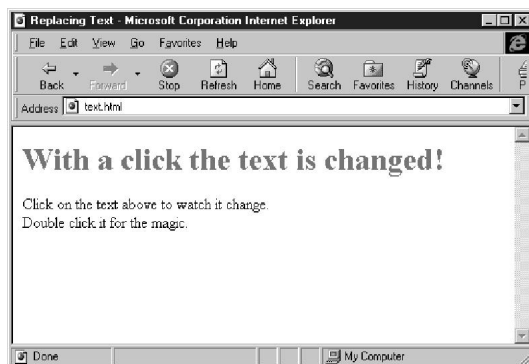 Replacing Text - Microsoft Corporation Internet Explorer
File Edit View Go Favorites Help
Back Forward Stop Refresh Home Search Favorites History Channels P
Address text.html
With a click the text is changed!
Click on the text above to watch it change.
Double click it for the magic.
Done My Computer